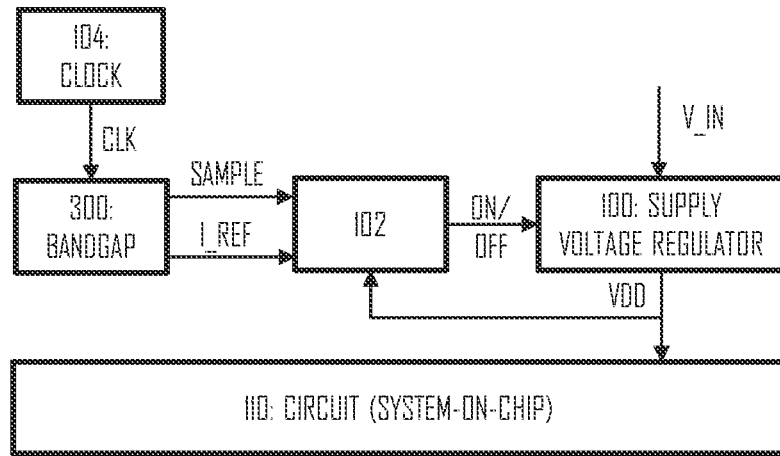 104:
CLOCK
CLK
V_IN
SAMPLE
300:
BANDGAP
I_REF
102
ON/
OFF
100: SUPPLY
VOLTAGE REGULATOR
VDD
110: CIRCUIT (SYSTEM-ON-CHIP)